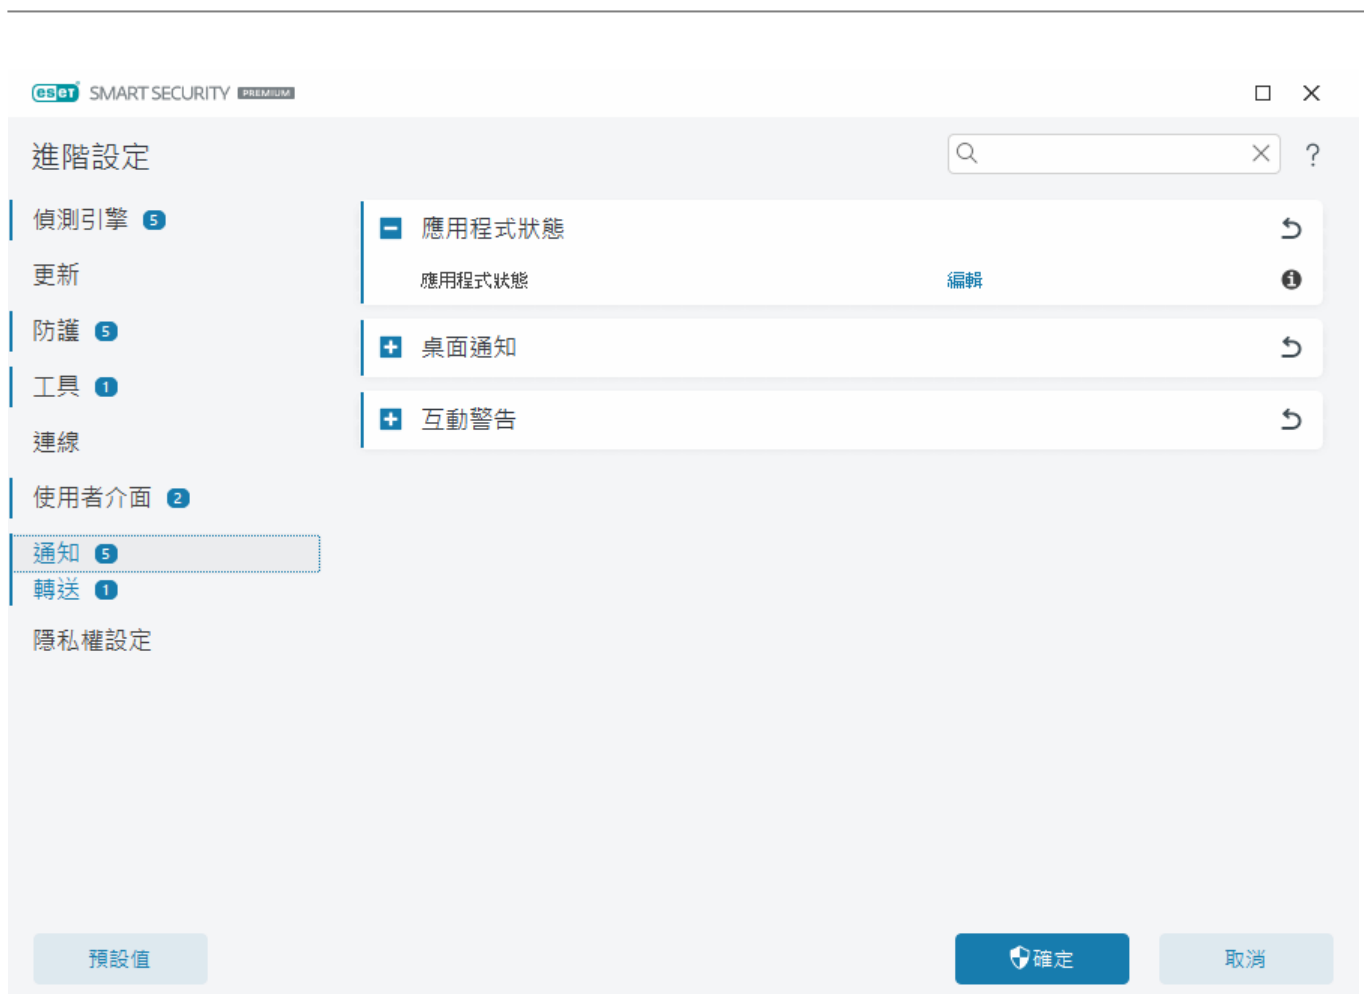 eset SMART SECURITY PREMIUM
進階設定
?
偵測引擎 5
更新
防護 5
工具 1
連線
使用者介面 2
通知 5
轉送 1
隱私權設定
應用程式狀態
應用程式狀態 編輯
桌面通知
互動警告
預設值
確定
取消